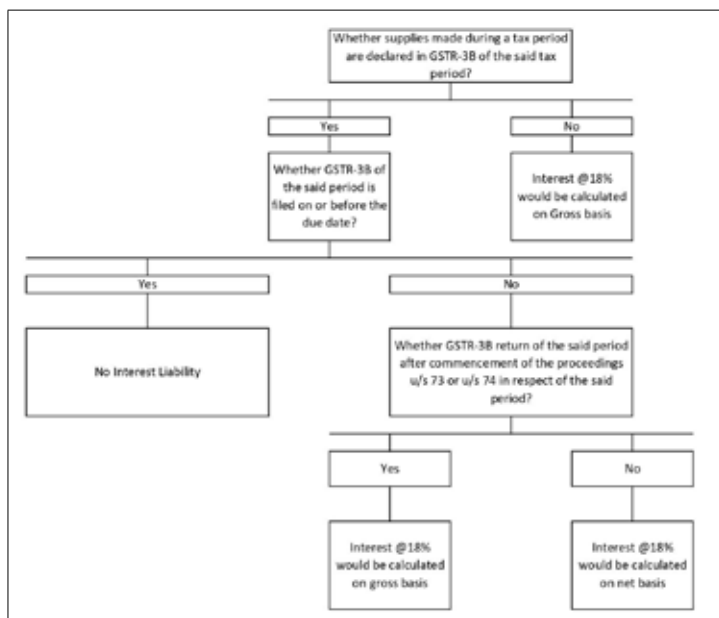 Whether supplies made during a tax period
are declared in GSTR-3B of the said tax
period?
Yes
No
Whether GSTR-3B of
the said period is
filed on or before the
due date?
Interest @18%
would be calculated
on Gross basis
Yes
No
No Interest Liability
Whether GSTR-3B return of the said period
after commencement of the proceedings
u/s 73 or u/s 74 in respect of the said
period?
Yes
No
Interest @18%
would be calculated
on gross basis
Interest @18%
would be calculated
on net basis